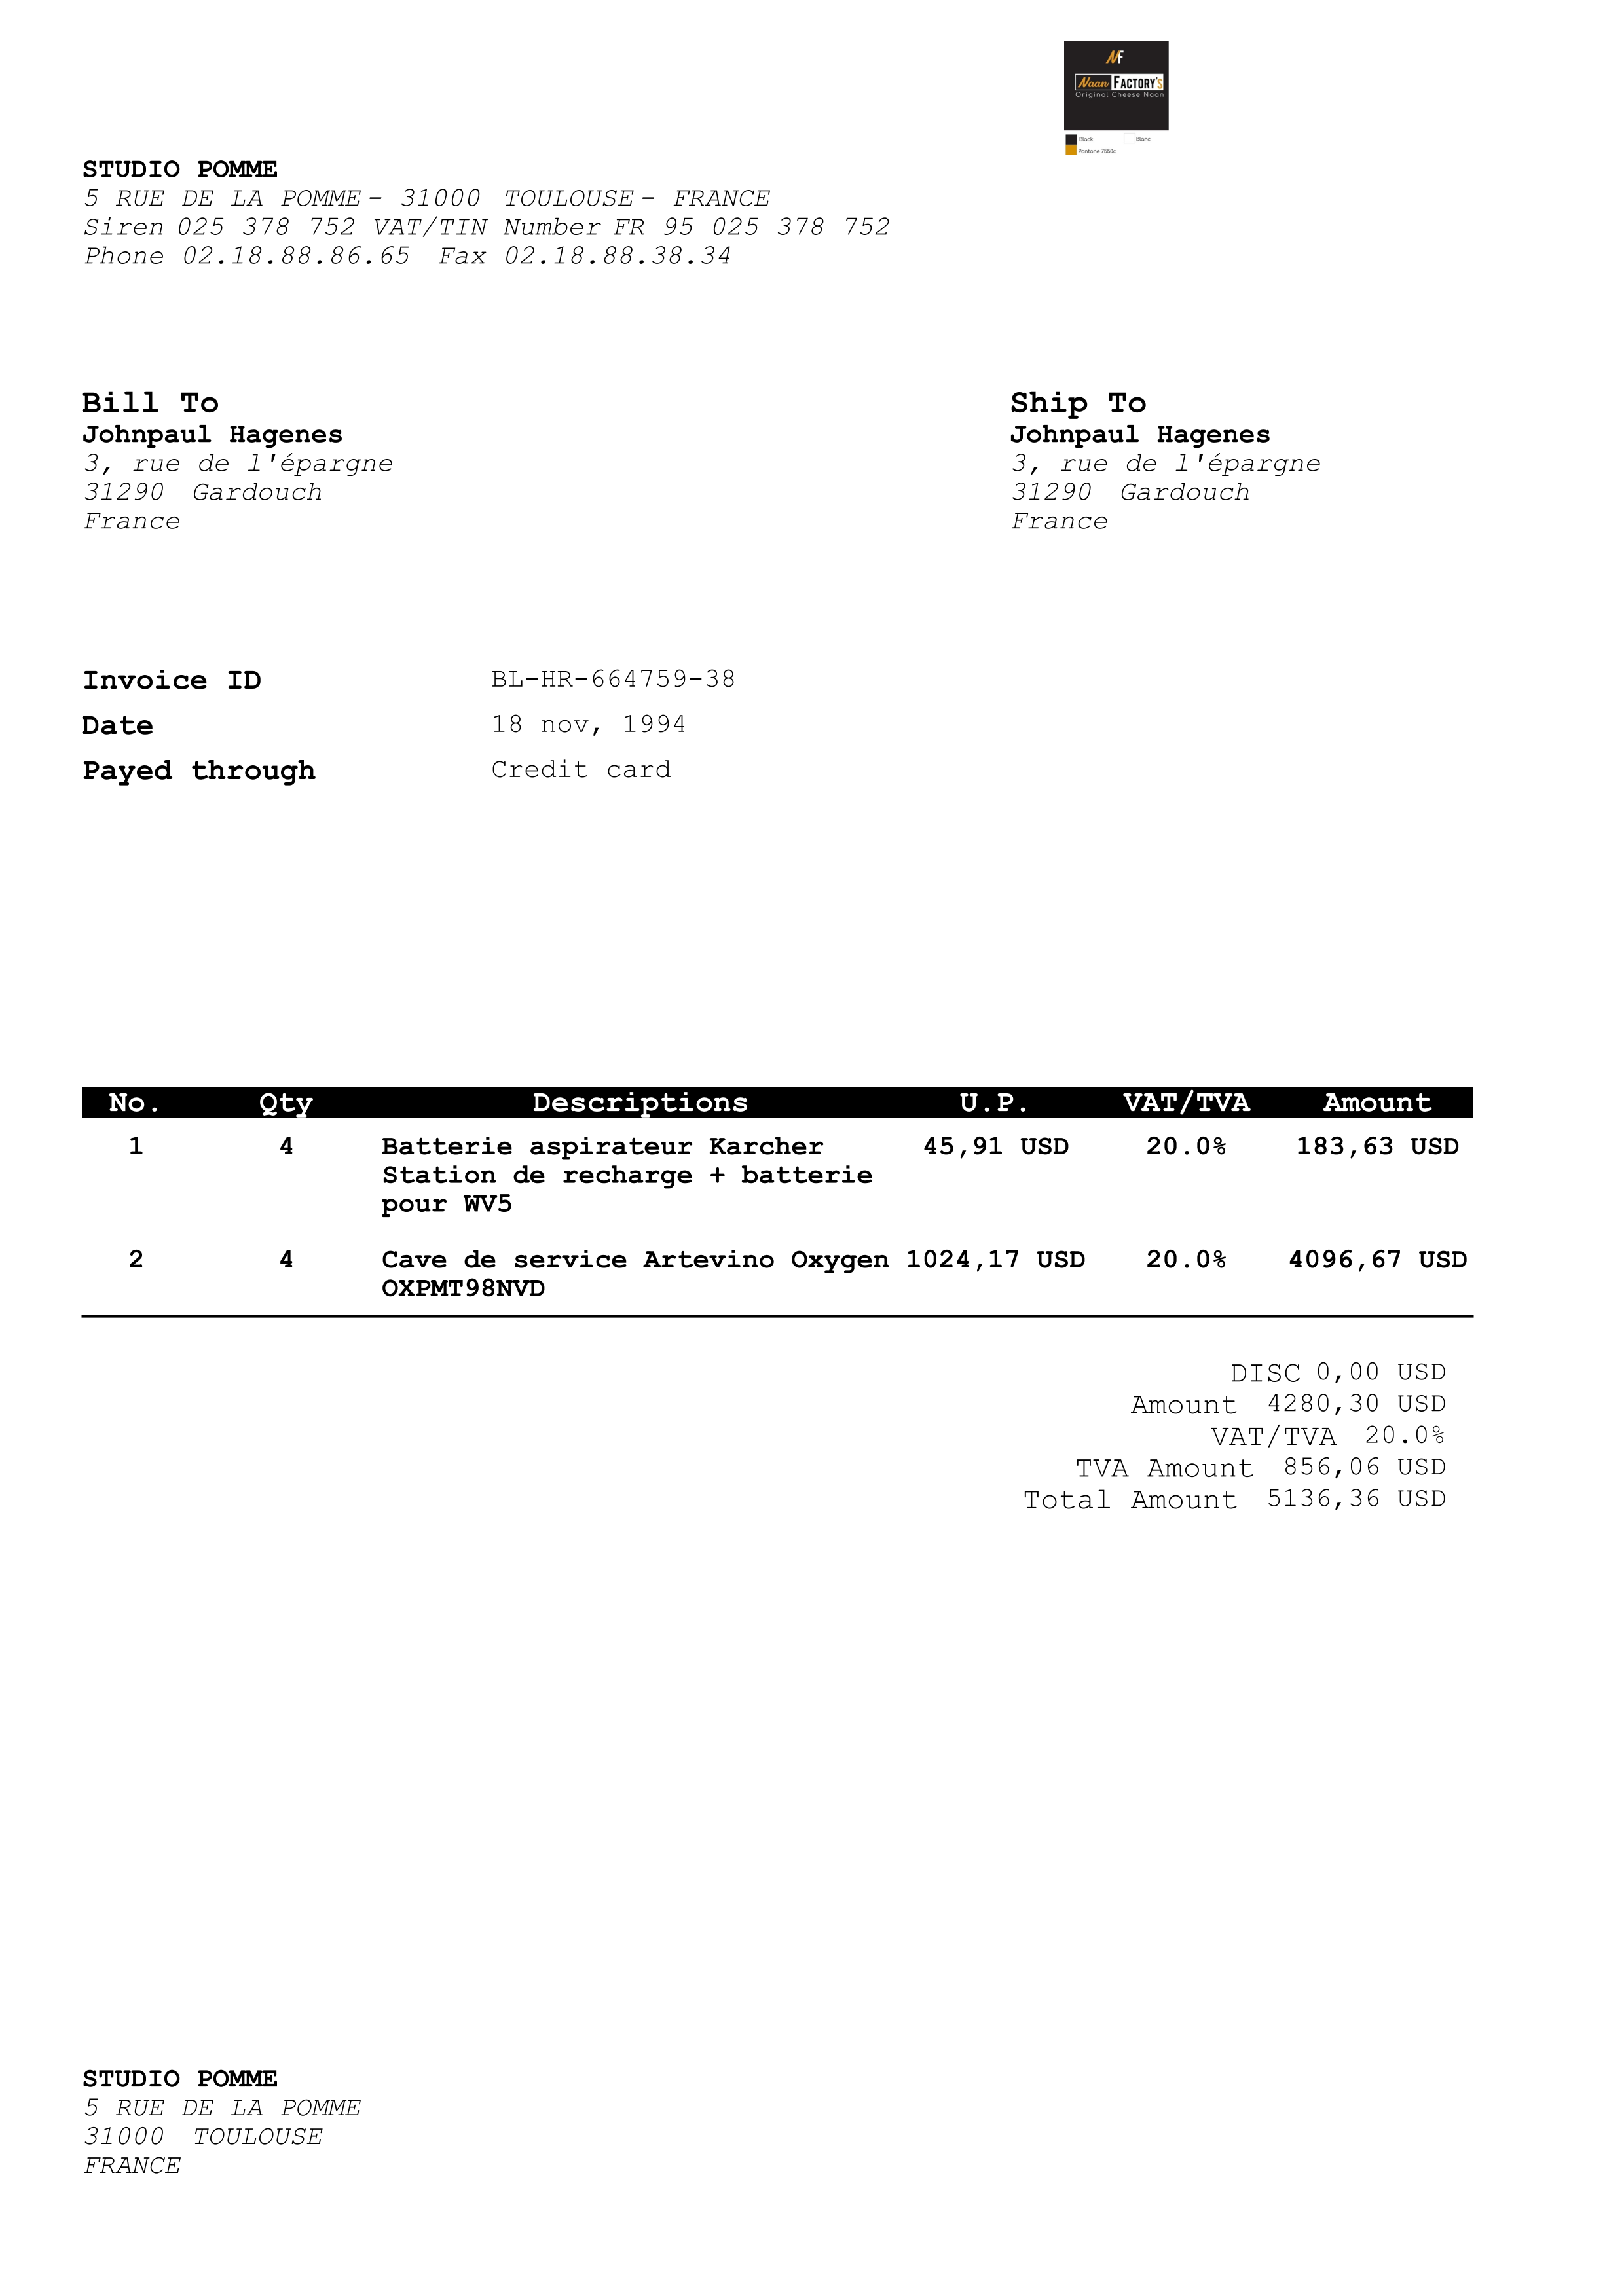 MF
Naan FACTORY'S
Original Cheese Naan
Black Blanc
Pantone 7550c
STUDIO POMME
5 RUE DE LA POMME - 31000 TOULOUSE - FRANCE
Siren 025 378 752 VAT/TIN Number FR 95 025 378 752
Phone 02.18.88.86.65 Fax 02.18.88.38.34
Bill To
Johnpaul Hagenes
3, rue de l'épargne
31290 Gardouch
France
Ship To
Johnpaul Hagenes
3, rue de l'épargne
31290 Gardouch
France
Invoice ID BL-HR-664759-38
Date 18 nov, 1994
Payed through Credit card
No. Qty Descriptions U.P. VAT/TVA Amount
1 4 Batterie aspirateur Karcher 45,91 USD 20.0% 183,63 USD
Station de recharge + batterie
pour WV5
2 4 Cave de service Artevino Oxygen 1024,17 USD 20.0% 4096,67 USD
OXPMT98NVD
DISC 0,00 USD
Amount 4280,30 USD
VAT/TVA 20.0%
TVA Amount 856,06 USD
Total Amount 5136,36 USD
STUDIO POMME
5 RUE DE LA POMME
31000 TOULOUSE
FRANCE